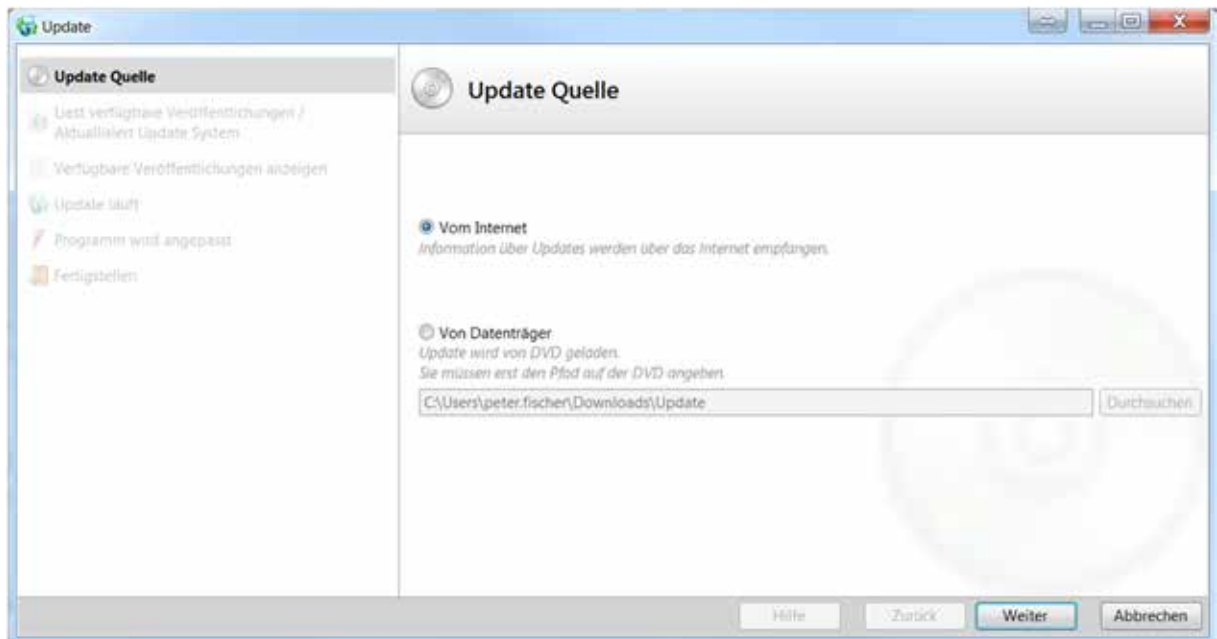 Update
Update Quelle
Liest verfügbare Veröffentlichungen /
Aktualisiert Update System
Verfügbare Veröffentlichungen anzeigen
Update läuft
Programm wird angepasst
Fertigstellen
Update Quelle
Vom Internet
Information über Updates werden über das Internet empfangen.
Von Datenträger
Update wird von DVD geladen.
Sie müssen erst den Pfad auf der DVD angeben
C:\Users\peter.fischer\Downloads\Update
Durchsuchen
Hilfe
Zurück
Weiter
Abbrechen